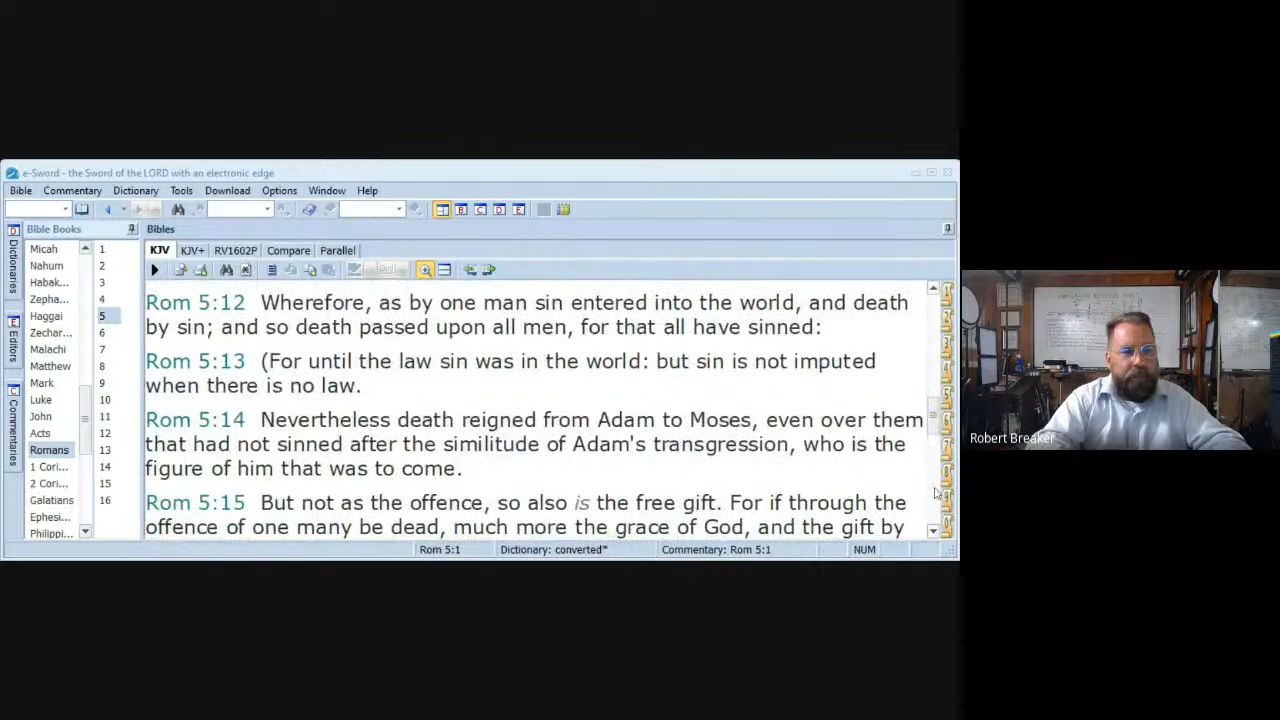 e-Sword - the Sword of the LORD with an electronic edge
Bible Commentary Dictionary Tools Download Options Window Help
B C D E
Bible Books
Bibles
Dictionaries
Editors
Commentaries
Micah
Nahum
Habak...
Zepha...
Haggai
Zechar...
Malachi
Matthew
Mark
Luke
John
Acts
Romans
1 Cori...
2 Cori...
Galatians
Ephesi...
Philippi...
1
2
3
4
5
6
7
8
9
10
11
12
13
14
15
16
KJV KJV+ RV1602P Compare Parallel
Rom 5:12 Wherefore, as by one man sin entered into the world, and death
by sin; and so death passed upon all men, for that all have sinned:
Rom 5:13 (For until the law sin was in the world: but sin is not imputed
when there is no law.
Rom 5:14 Nevertheless death reigned from Adam to Moses, even over them
that had not sinned after the similitude of Adam's transgression, who is the
figure of him that was to come.
Rom 5:15 But not as the offence, so also is the free gift. For if through the
offence of one many be dead, much more the grace of God, and the gift by
Rom 5:1 Dictionary: converted* Commentary: Rom 5:1 NUM
Robert Breaker